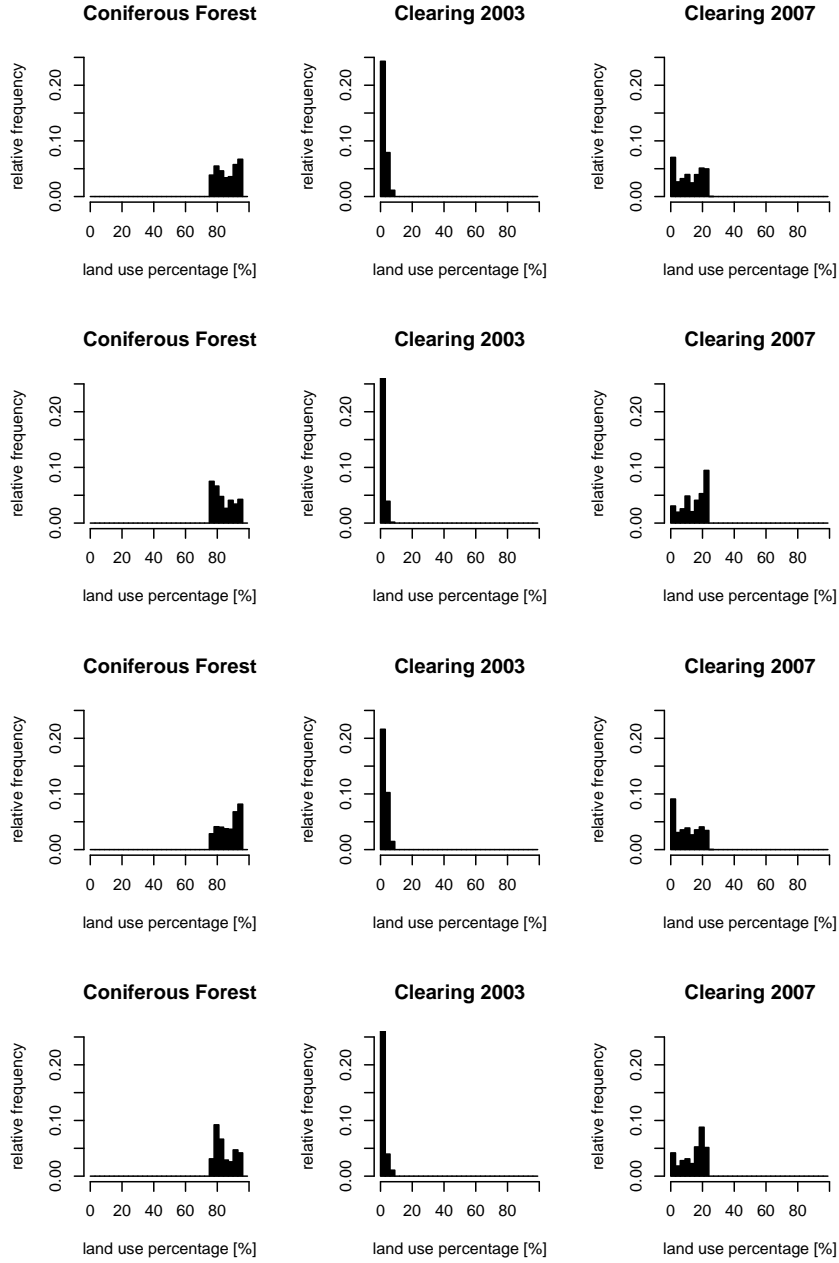 Coniferous Forest
relative frequency
0.00 0.10 0.20
0 20 40 60 80
land use percentage [%]
Clearing 2003
relative frequency
0.00 0.10 0.20
0 20 40 60 80
land use percentage [%]
Clearing 2007
relative frequency
0.00 0.10 0.20
0 20 40 60 80
land use percentage [%]
Coniferous Forest
relative frequency
0.00 0.10 0.20
0 20 40 60 80
land use percentage [%]
Clearing 2003
relative frequency
0.00 0.10 0.20
0 20 40 60 80
land use percentage [%]
Clearing 2007
relative frequency
0.00 0.10 0.20
0 20 40 60 80
land use percentage [%]
Coniferous Forest
relative frequency
0.00 0.10 0.20
0 20 40 60 80
land use percentage [%]
Clearing 2003
relative frequency
0.00 0.10 0.20
0 20 40 60 80
land use percentage [%]
Clearing 2007
relative frequency
0.00 0.10 0.20
0 20 40 60 80
land use percentage [%]
Coniferous Forest
relative frequency
0.00 0.10 0.20
0 20 40 60 80
land use percentage [%]
Clearing 2003
relative frequency
0.00 0.10 0.20
0 20 40 60 80
land use percentage [%]
Clearing 2007
relative frequency
0.00 0.10 0.20
0 20 40 60 80
land use percentage [%]